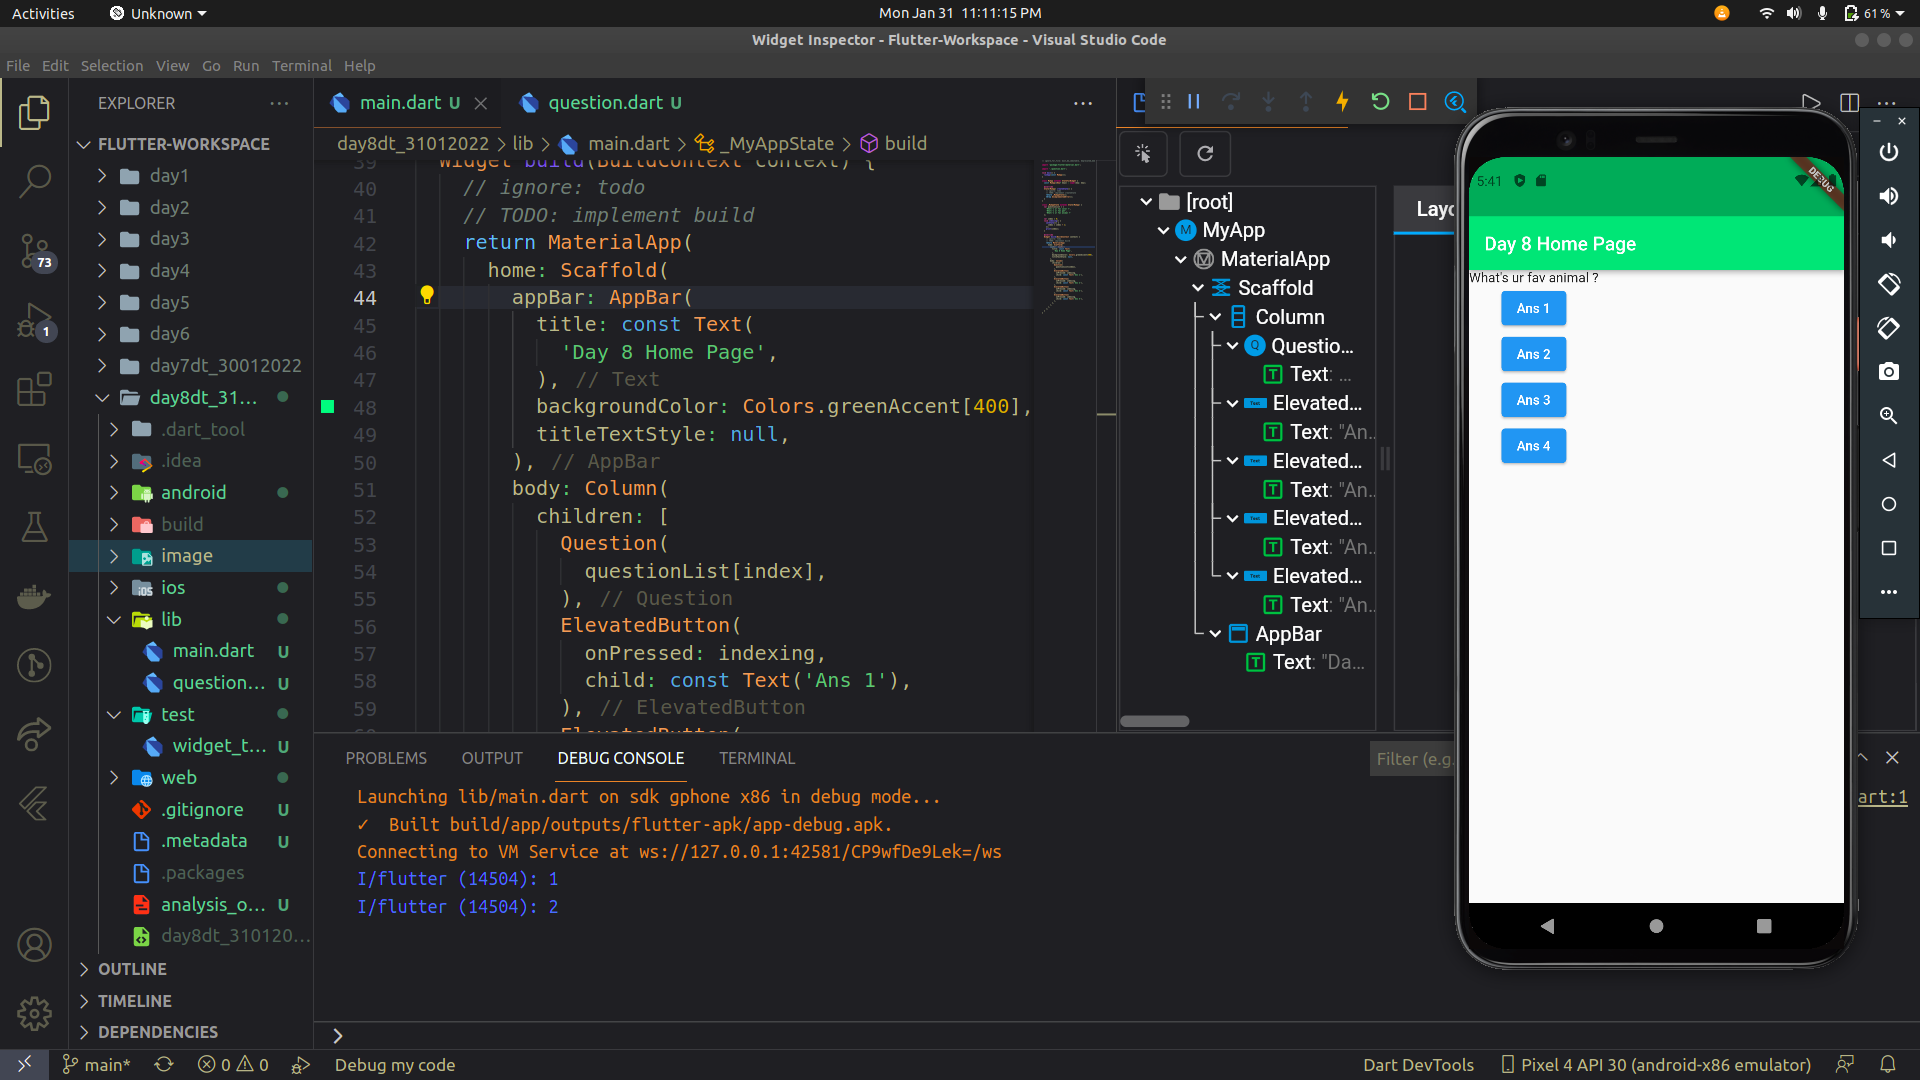 Activities
Unknown
Mon Jan 31 11:11:15 PM
61 %
Widget Inspector - Flutter-Workspace - Visual Studio Code
File Edit Selection View Go Run Terminal Help
EXPLORER
FLUTTER-WORKSPACE
day1
day2
day3
day4
day5
day6
day7dt_30012022
day8dt_31...
.dart_tool
.idea
android
build
image
ios
lib
main.dart U
question... U
test
widget_t... U
web
.gitignore U
.metadata U
.packages
analysis_o... U
day8dt_310120...
OUTLINE
TIMELINE
DEPENDENCIES
73
1
main.dart U
question.dart U
day8dt_31012022 > lib > main.dart > _MyAppState > build
39 Widget build(BuildContext context) {
40 // ignore: todo
41 // TODO: implement build
42 return MaterialApp(
43 home: Scaffold(
44 appBar: AppBar(
45 title: const Text(
46 'Day 8 Home Page',
47 ), // Text
48 backgroundColor: Colors.greenAccent[400],
49 titleTextStyle: null,
50 ), // AppBar
51 body: Column(
52 children: [
53 Question(
54 questionList[index],
55 ), // Question
56 ElevatedButton(
57 onPressed: indexing,
58 child: const Text('Ans 1'),
59 ), // ElevatedButton
ElevatedButton(
[root]
MyApp
MaterialApp
Scaffold
Column
Questio...
Text: ...
Elevated...
Text: "An...
Elevated...
Text: "An...
Elevated...
Text: "An...
Elevated...
Text: "An...
AppBar
Text: "Da...
Layo
5:41
DEBUG
Day 8 Home Page
What's ur fav animal ?
Ans 1
Ans 2
Ans 3
Ans 4
PROBLEMS OUTPUT DEBUG CONSOLE TERMINAL
Filter (e.g.
Launching lib/main.dart on sdk gphone x86 in debug mode...
✓ Built build/app/outputs/flutter-apk/app-debug.apk.
Connecting to VM Service at ws://127.0.0.1:42581/CP9wfDe9Lek=/ws
I/flutter (14504): 1
I/flutter (14504): 2
art:1
main* 0 0 Debug my code
Dart DevTools Pixel 4 API 30 (android-x86 emulator)